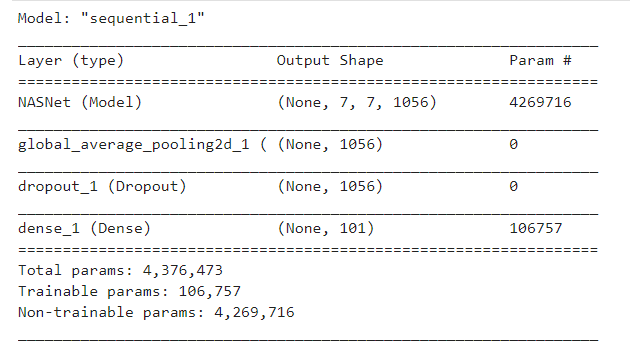 Model: "sequential_1"
_________________________________________________________________
Layer (type)                 Output Shape              Param #
=================================================================
NASNet (Model)               (None, 7, 7, 1056)        4269716
_________________________________________________________________
global_average_pooling2d_1 ( (None, 1056)              0
_________________________________________________________________
dropout_1 (Dropout)          (None, 1056)              0
_________________________________________________________________
dense_1 (Dense)              (None, 101)               106757
=================================================================
Total params: 4,376,473
Trainable params: 106,757
Non-trainable params: 4,269,716
_________________________________________________________________